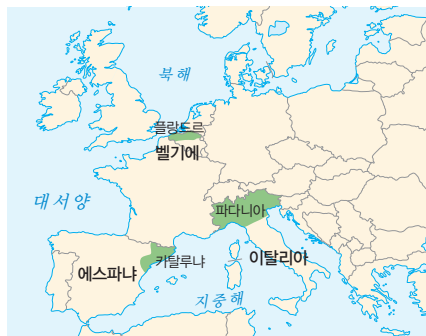 북해
플랑드르
벨기에
대서양
파다니아
이탈리아
카탈루냐
에스파냐
지중해